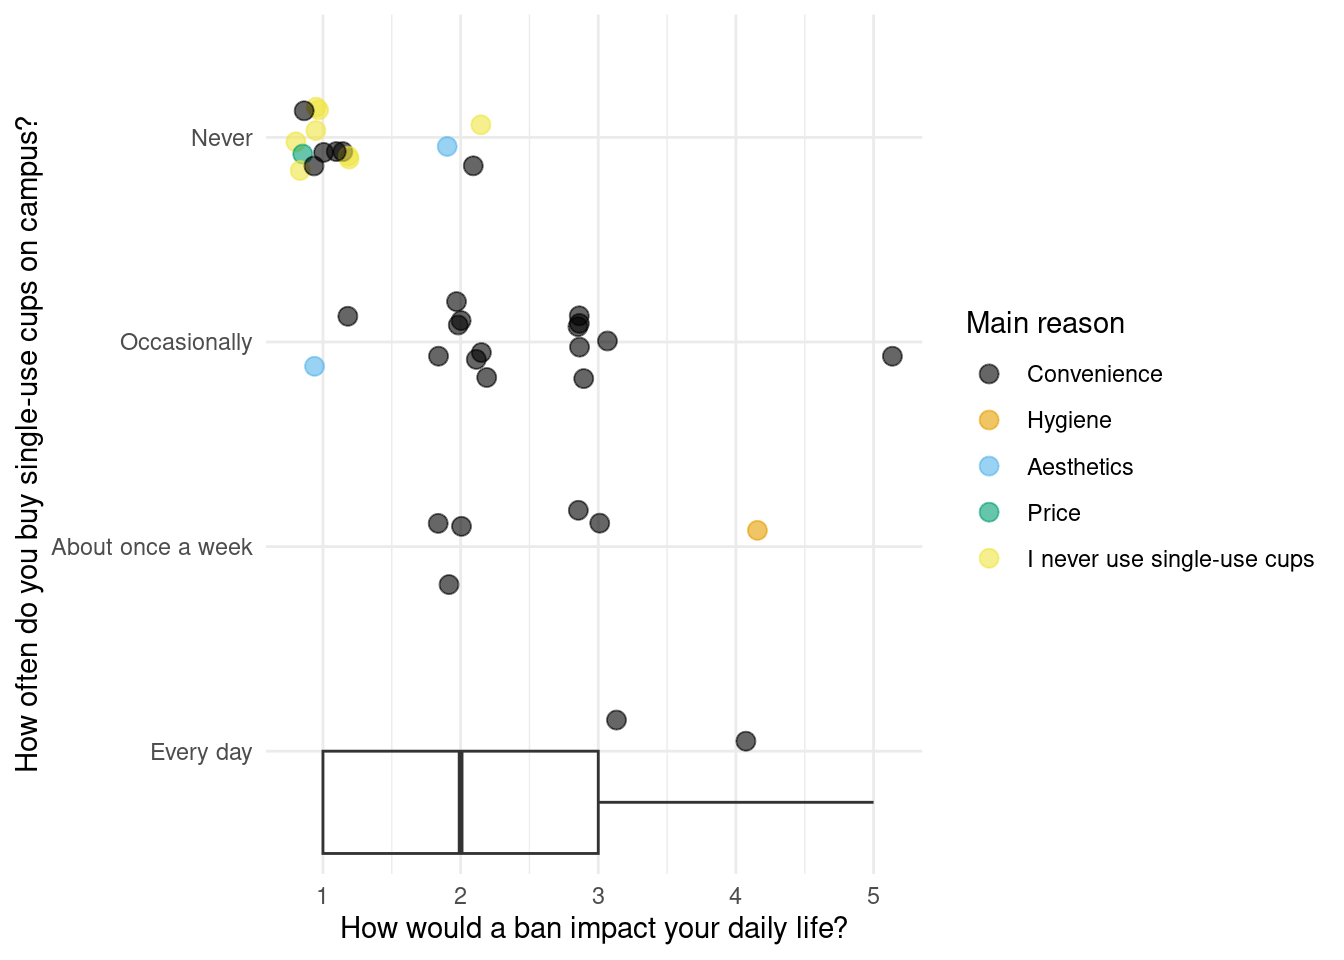 How often do you buy single-use cups on campus?
Never
Occasionally
About once a week
Every day
1 2 3 4 5
How would a ban impact your daily life?
Main reason
Convenience
Hygiene
Aesthetics
Price
I never use single-use cups